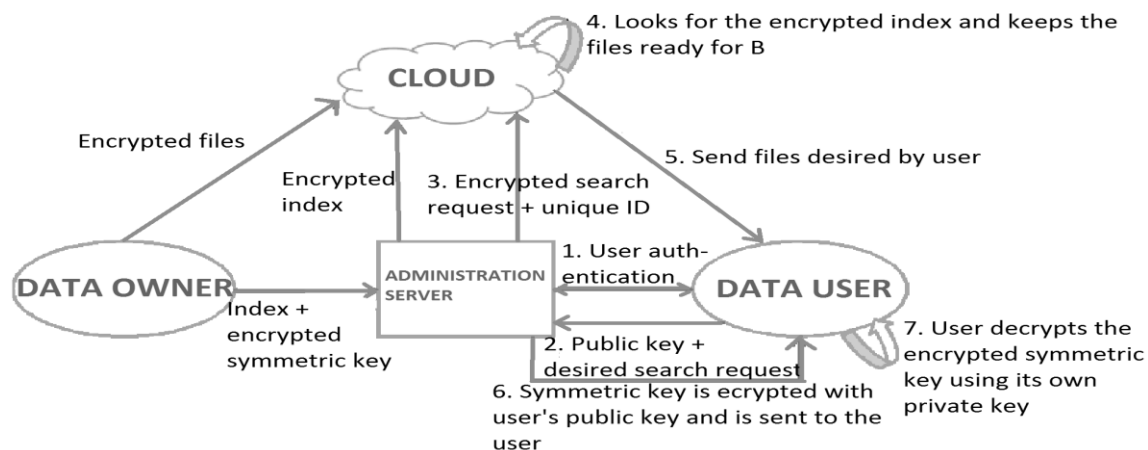 4. Looks for the encrypted index and keeps the
files ready for B
CLOUD
Encrypted files
5. Send files desired by user
Encrypted
index
3. Encrypted search
request + unique ID
1. User auth-
entication
DATA OWNER
ADMINISTRATION
SERVER
DATA USER
Index +
encrypted
symmetric key
2. Public key +
desired search request
7. User decrypts the
encrypted symmetric
key using its own
private key
6. Symmetric key is ecrypted with
user's public key and is sent to the
user